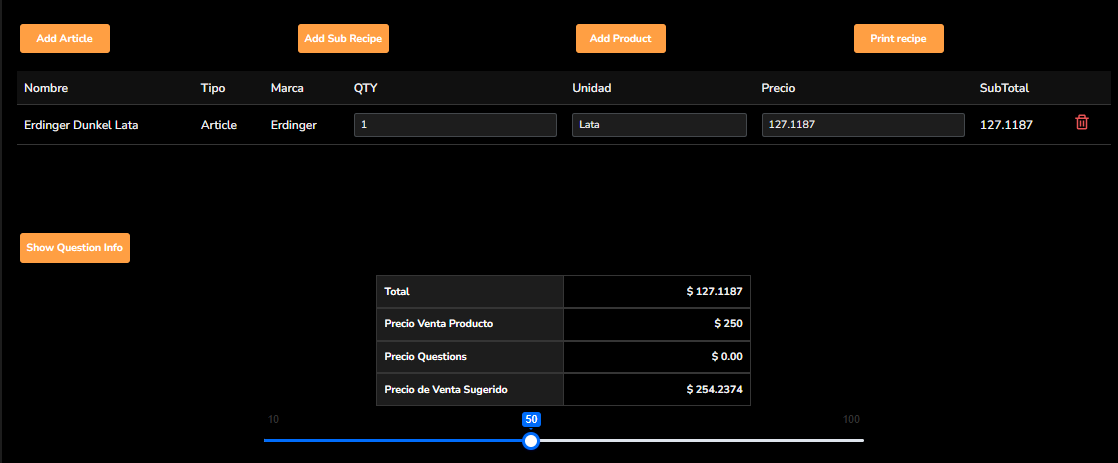 Add Article Add Sub Recipe Add Product Print recipe
Nombre Tipo Marca QTY Unidad Precio SubTotal
Erdinger Dunkel Lata Article Erdinger 1 Lata 127.1187 127.1187
Show Question Info
Total $ 127.1187
Precio Venta Producto $ 250
Precio Questions $ 0.00
Precio de Venta Sugerido $ 254.2374
10 50 100